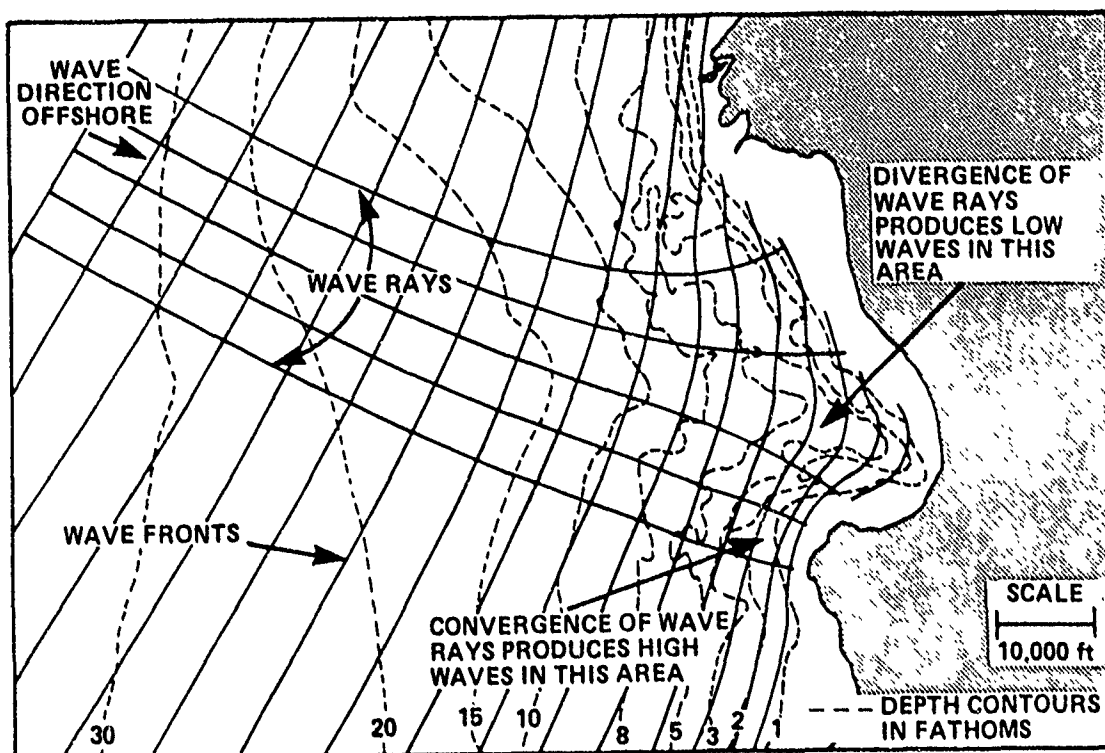 WAVE
DIRECTION
OFFSHORE
DIVERGENCE OF
WAVE RAYS
PRODUCES LOW
WAVES IN THIS
AREA
WAVE RAYS
WAVE FRONTS
CONVERGENCE OF WAVE
RAYS PRODUCES HIGH
WAVES IN THIS AREA
SCALE
10,000 ft
30
20
15
10
8
5
3
2
1
--- DEPTH CONTOURS
IN FATHOMS